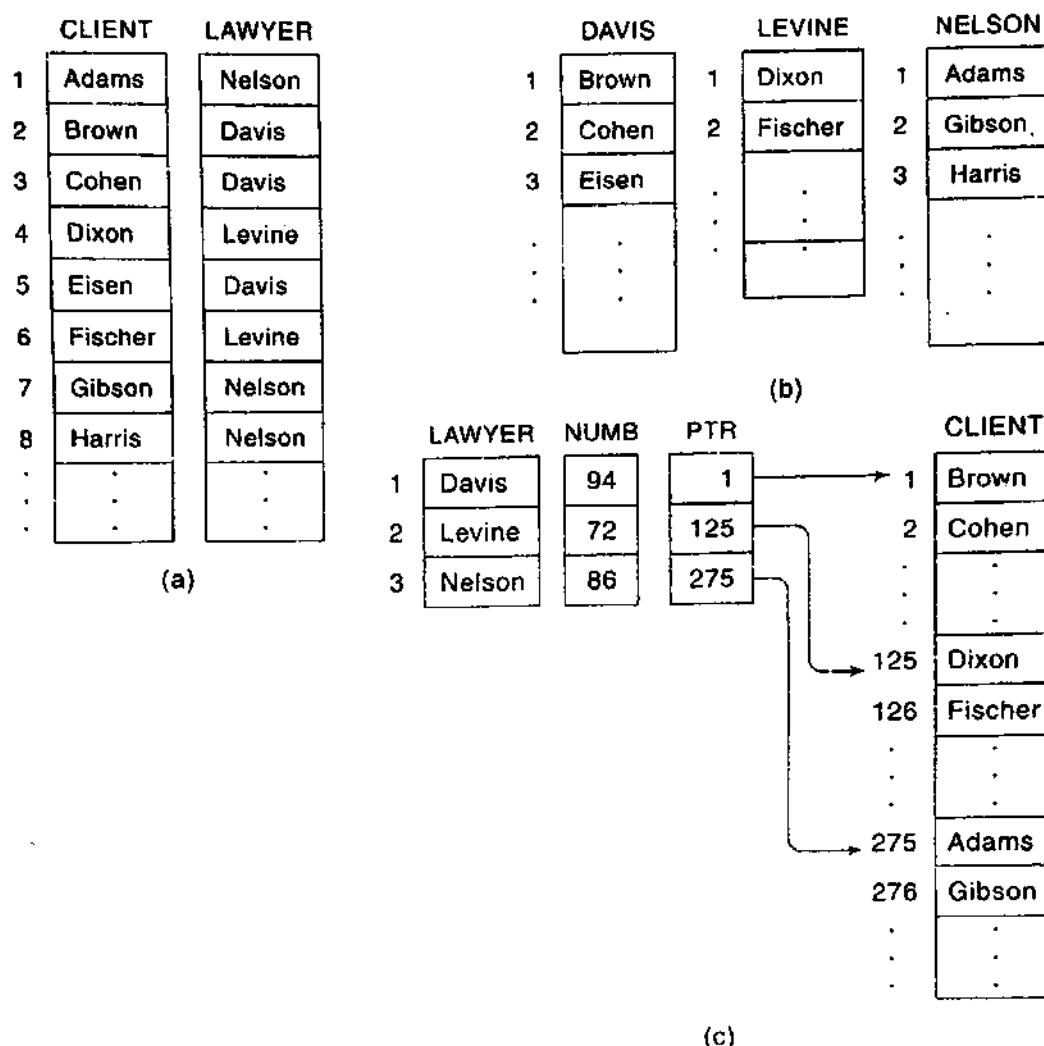 CLIENT LAWYER
1 Adams Nelson
2 Brown Davis
3 Cohen Davis
4 Dixon Levine
5 Eisen Davis
6 Fischer Levine
7 Gibson Nelson
8 Harris Nelson
(a)
DAVIS LEVINE NELSON
1 Brown 1 Dixon 1 Adams
2 Cohen 2 Fischer 2 Gibson
3 Eisen 3 Harris
(b)
LAWYER NUMB PTR
1 Davis 94 1
2 Levine 72 125
3 Nelson 86 275
CLIENT
1 Brown
2 Cohen
125 Dixon
126 Fischer
275 Adams
276 Gibson
(c)